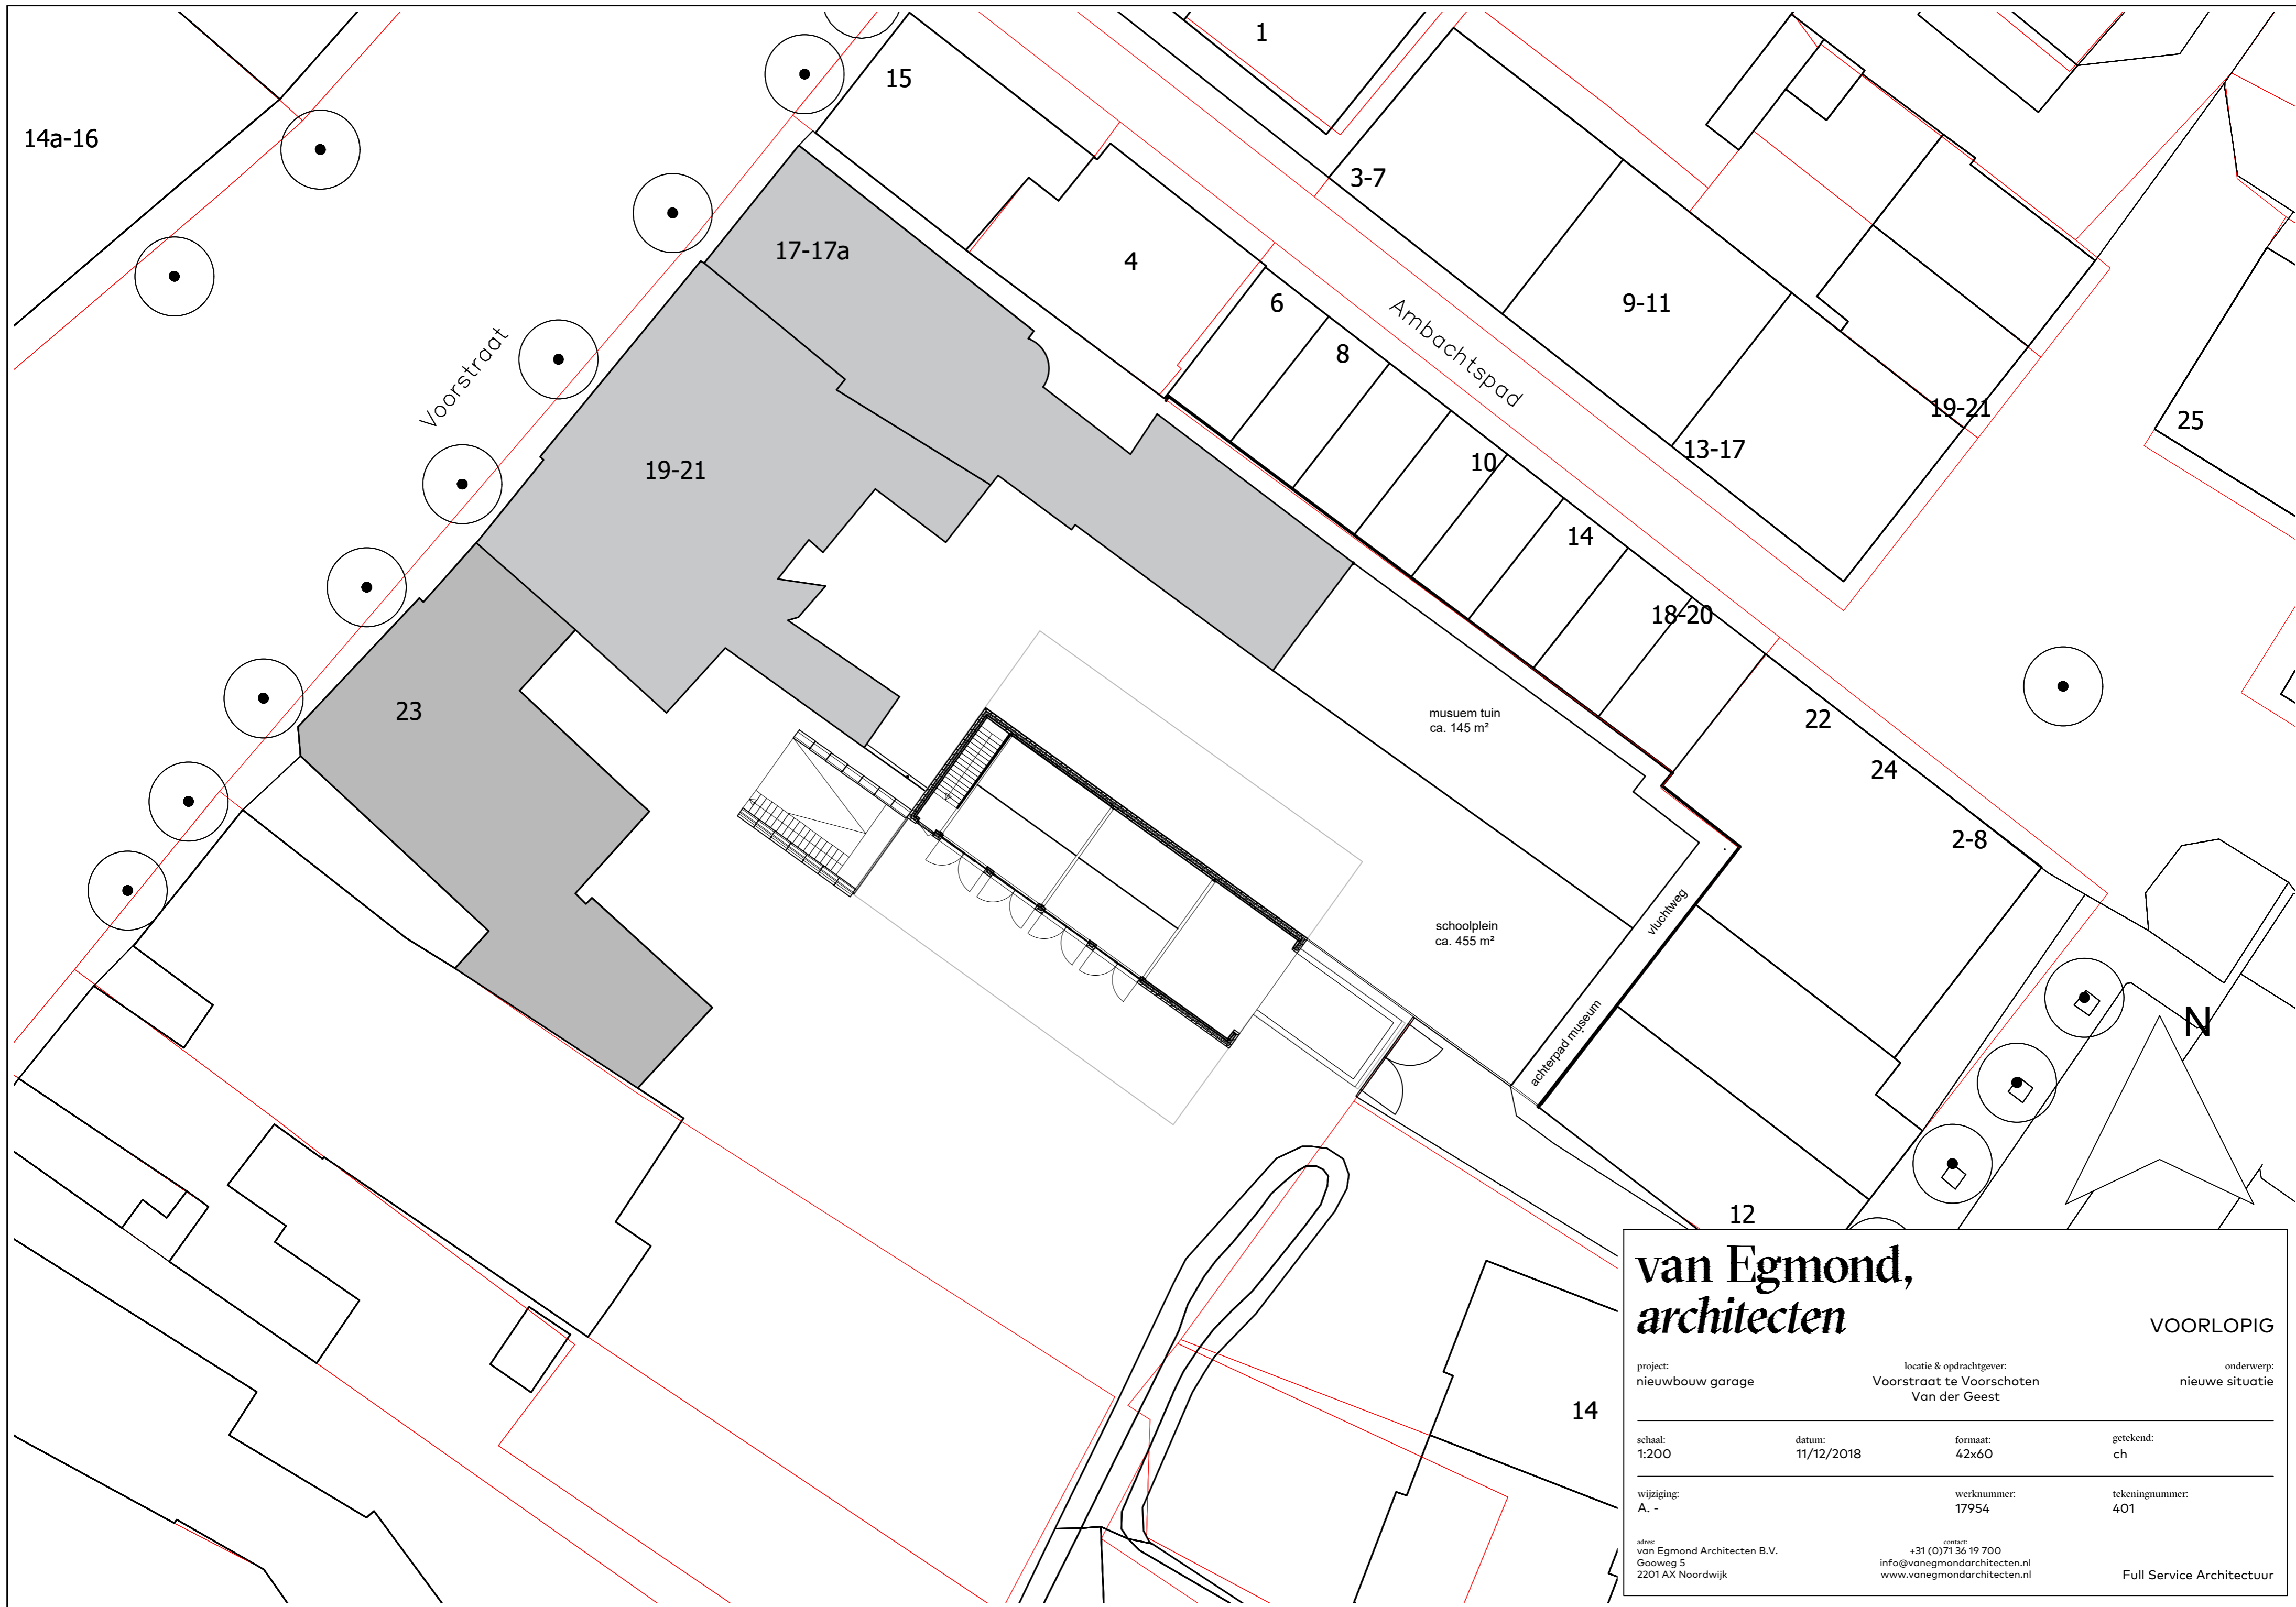 1
15
14a-16
3-7
17-17a
4
6
9-11
Ambachtspad
8
Voorstraat
19-21
25
13-17
10
19-21
14
18-20
23
musuem tuin
ca. 145 m²
22
24
2-8
vluchtweg
schoolplein
ca. 455 m²
achterpad museum
N
12
14
van Egmond,
architecten
VOORLOPIG
project:
nieuwbouw garage
locatie & opdrachtgever:
Voorstraat te Voorschoten
Van der Geest
onderwerp:
nieuwe situatie
schaal:
1:200
datum:
11/12/2018
formaat:
42x60
getekend:
ch
wijziging:
A. -
werknummer:
17954
tekeningnummer:
401
adres:
van Egmond Architecten B.V.
Gooweg 5
2201 AX Noordwijk
contact:
+31 (0)71 36 19 700
info@vanegmondarchitecten.nl
www.vanegmondarchitecten.nl
Full Service Architectuur